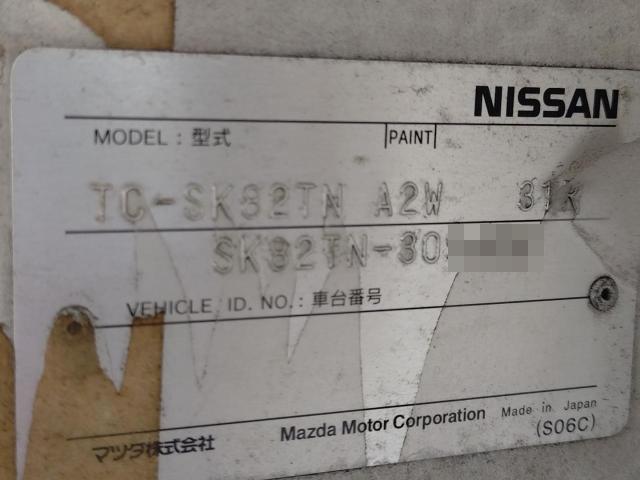 NISSAN
MODEL : 型式 PAINT
TC-SK82TN A2W
SK82TN-30
VEHICLE ID. NO. : 車台番号
マツダ株式会社 Mazda Motor Corporation Made in Japan
(S06C)